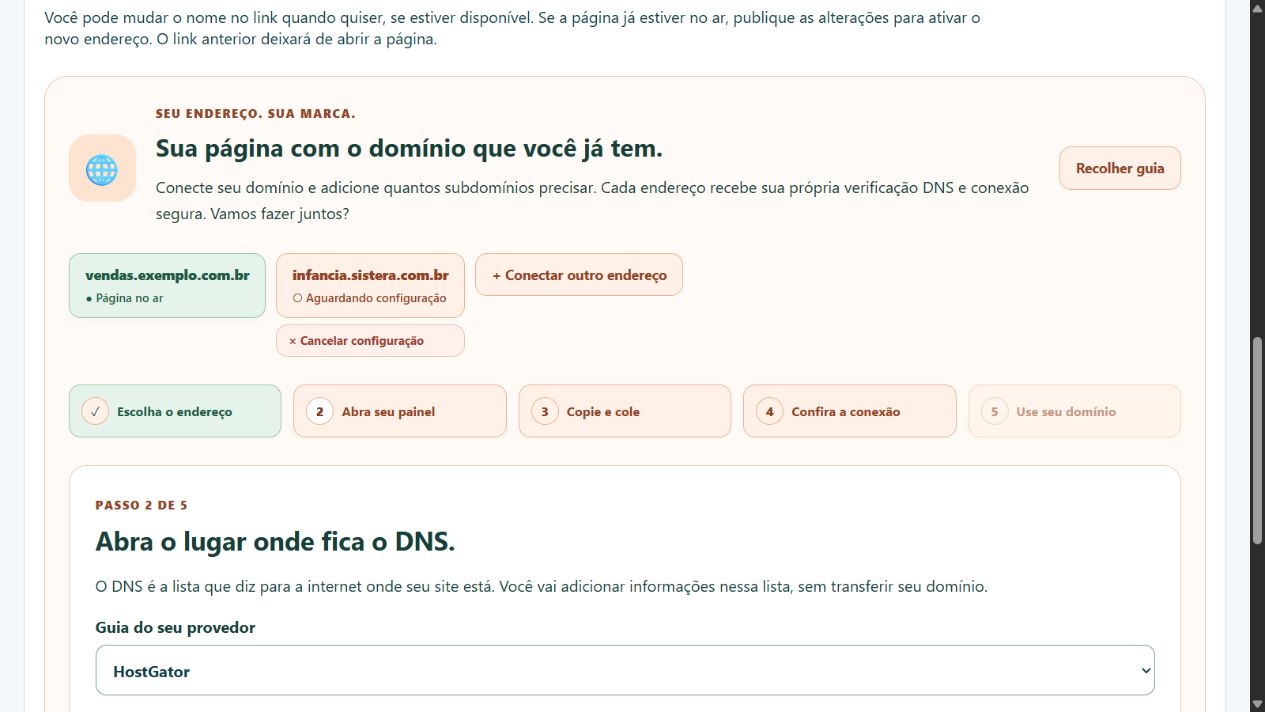 Você pode mudar o nome no link quando quiser, se estiver disponível. Se a página já estiver no ar, publique as alterações para ativar o
novo endereço. O link anterior deixará de abrir a página.
SEU ENDEREÇO. SUA MARCA.
Sua página com o domínio que você já tem.
Conecte seu domínio e adicione quantos subdomínios precisar. Cada endereço recebe sua própria verificação DNS e conexão
segura. Vamos fazer juntos?
Recolher guia
vendas.exemplo.com.br
● Página no ar
infancia.sistera.com.br
○ Aguardando configuração
+ Conectar outro endereço
× Cancelar configuração
✓ Escolha o endereço
2 Abra seu painel
3 Copie e cole
4 Confira a conexão
5 Use seu domínio
PASSO 2 DE 5
Abra o lugar onde fica o DNS.
O DNS é a lista que diz para a internet onde seu site está. Você vai adicionar informações nessa lista, sem transferir seu domínio.
Guia do seu provedor
HostGator